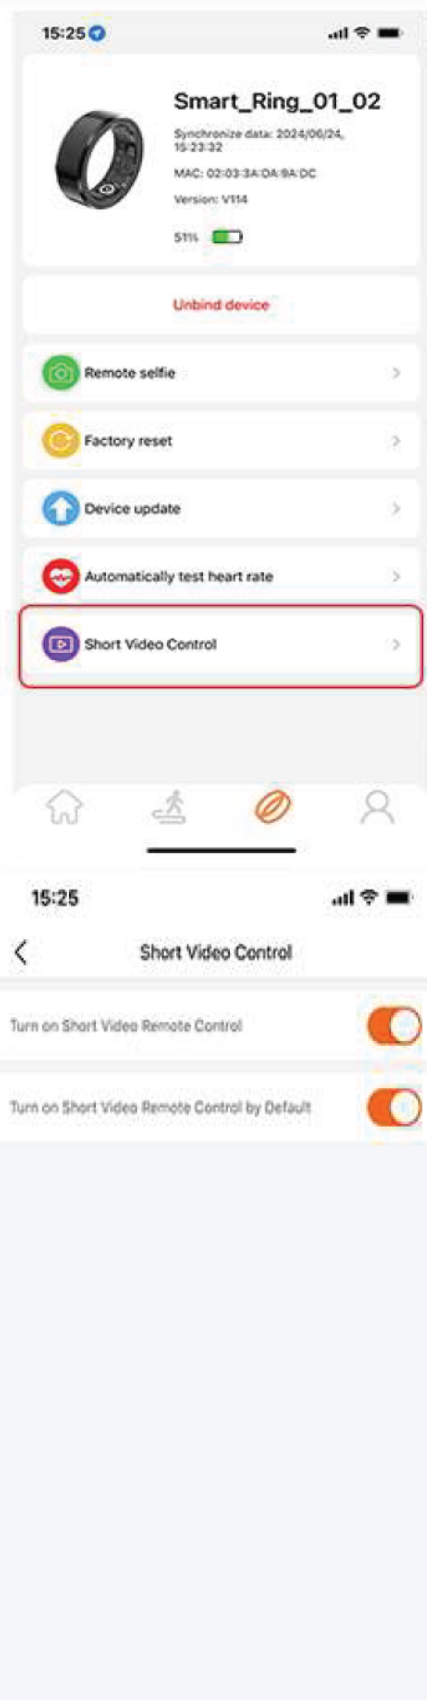 15:25
Smart_Ring_01_02
Synchronize data: 2024/06/24,
15:23:32
MAC: 02:03:3A:0A:9A:DC
Version: V114
51%
Unbind device
Remote selfie
Factory reset
Device update
Automatically test heart rate
Short Video Control
15:25
Short Video Control
Turn on Short Video Remote Control
Turn on Short Video Remote Control by Default